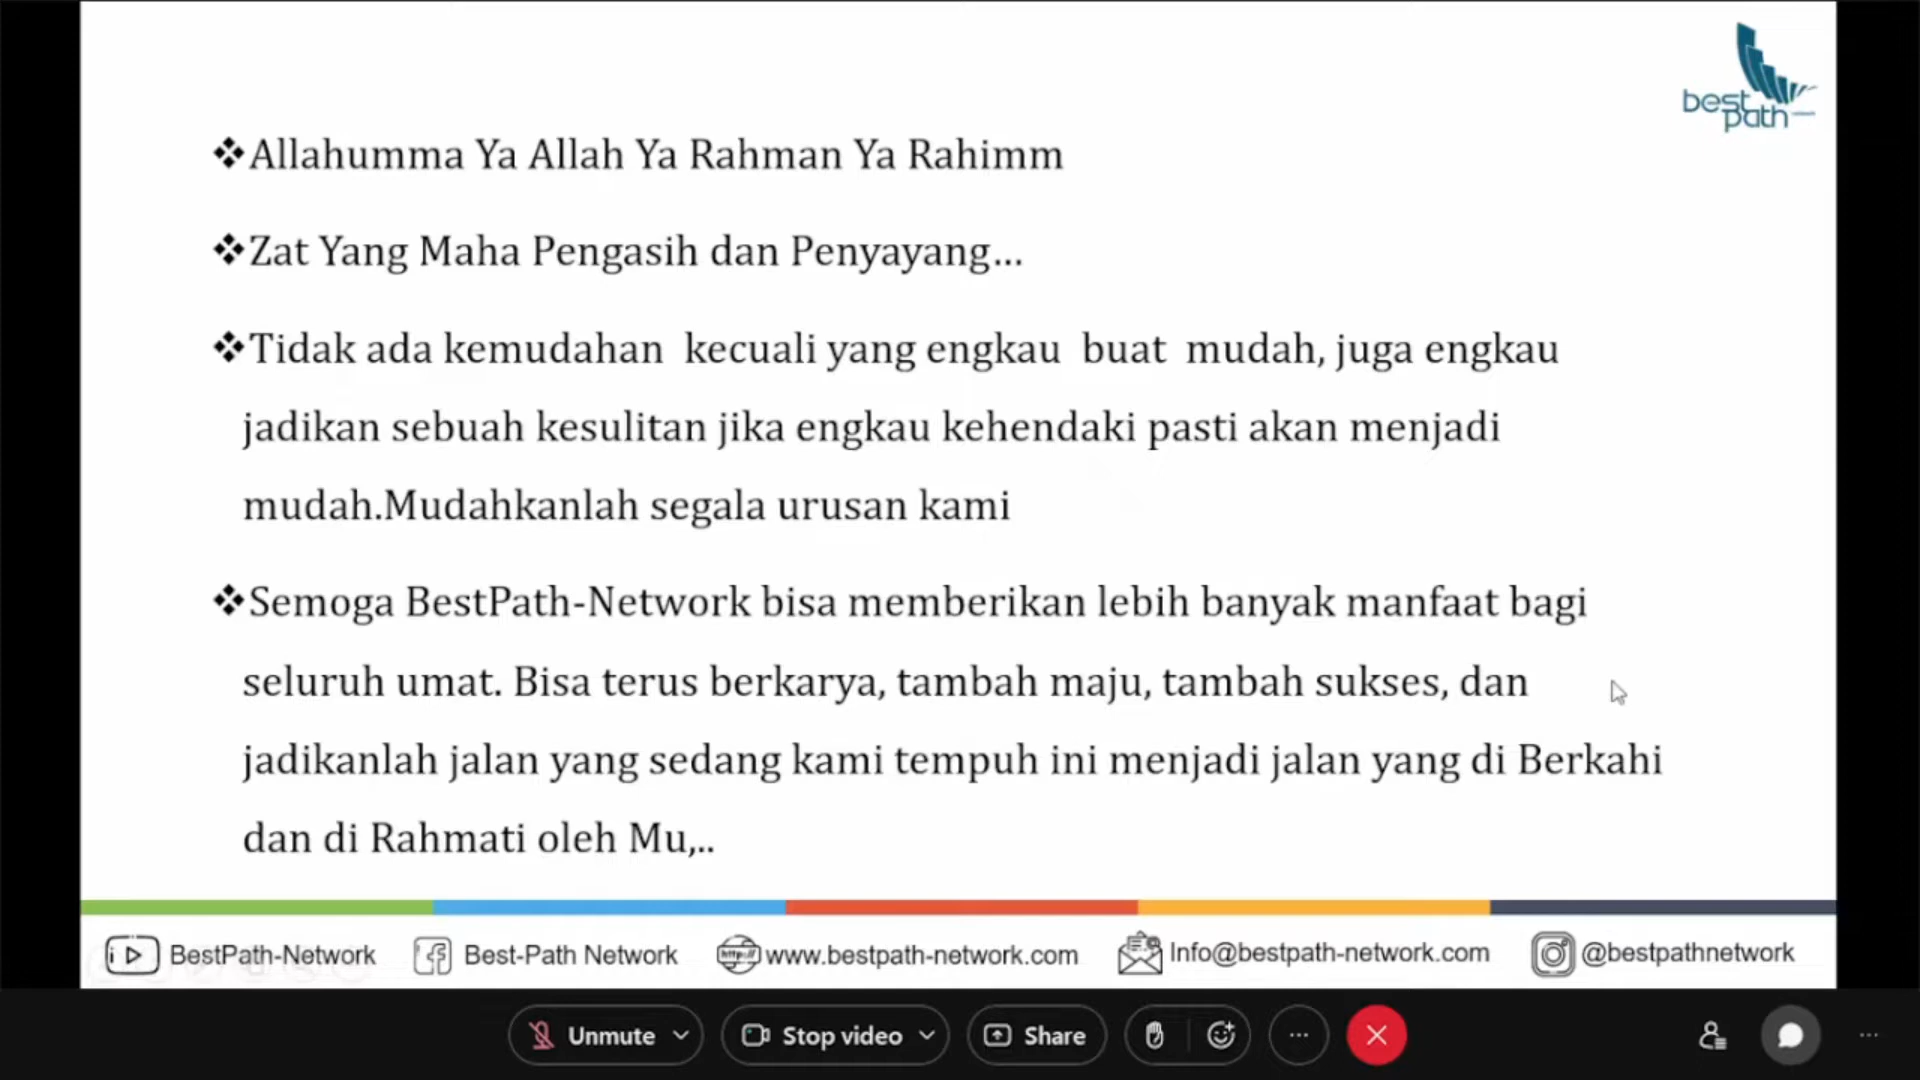 best
path
❖Allahumma Ya Allah Ya Rahman Ya Rahimm
❖Zat Yang Maha Pengasih dan Penyayang...
❖Tidak ada kemudahan kecuali yang engkau buat mudah, juga engkau
jadikan sebuah kesulitan jika engkau kehendaki pasti akan menjadi
mudah.Mudahkanlah segala urusan kami
❖Semoga BestPath-Network bisa memberikan lebih banyak manfaat bagi
seluruh umat. Bisa terus berkarya, tambah maju, tambah sukses, dan
jadikanlah jalan yang sedang kami tempuh ini menjadi jalan yang di Berkahi
dan di Rahmati oleh Mu,..
BestPath-Network Best-Path Network http:// www.bestpath-network.com Info@bestpath-network.com @bestpathnetwork
Unmute Stop video Share